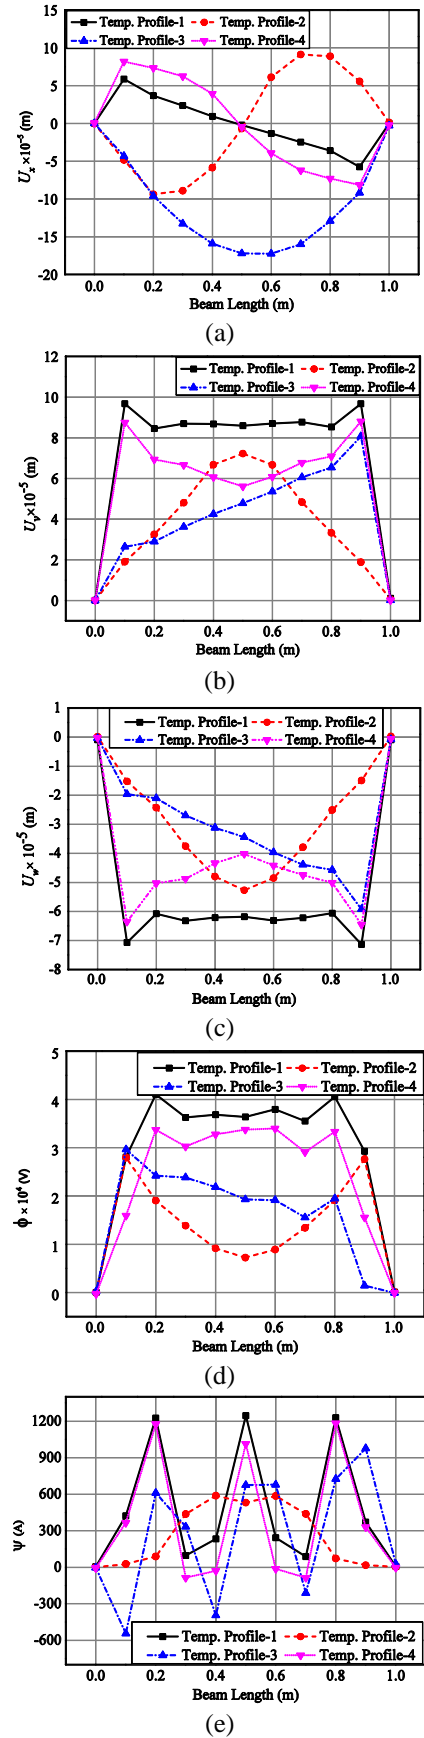 Temp. Profile-1 Temp. Profile-2
Temp. Profile-3 Temp. Profile-4
15
10
5
0
-5
-10
-15
-20
U_x ×10⁻⁵ (m)
0.0 0.2 0.4 0.6 0.8 1.0
Beam Length (m)
(a)
Temp. Profile-1 Temp. Profile-2
Temp. Profile-3 Temp. Profile-4
12
10
8
6
4
2
0
U_v×10⁻⁵ (m)
0.0 0.2 0.4 0.6 0.8 1.0
Beam Length (m)
(b)
Temp. Profile-1 Temp. Profile-2
Temp. Profile-3 Temp. Profile-4
1
0
-1
-2
-3
-4
-5
-6
-7
-8
U_w×10⁻⁵ (m)
0.0 0.2 0.4 0.6 0.8 1.0
Beam Length (m)
(c)
Temp. Profile-1 Temp. Profile-2
Temp. Profile-3 Temp. Profile-4
5
4
3
2
1
0
ϕ × 10⁴ (V)
0.0 0.2 0.4 0.6 0.8 1.0
Beam Length (m)
(d)
1200
900
600
300
0
-300
-600
Ψ (A)
Temp. Profile-1 Temp. Profile-2
Temp. Profile-3 Temp. Profile-4
0.0 0.2 0.4 0.6 0.8 1.0
Beam Length (m)
(e)